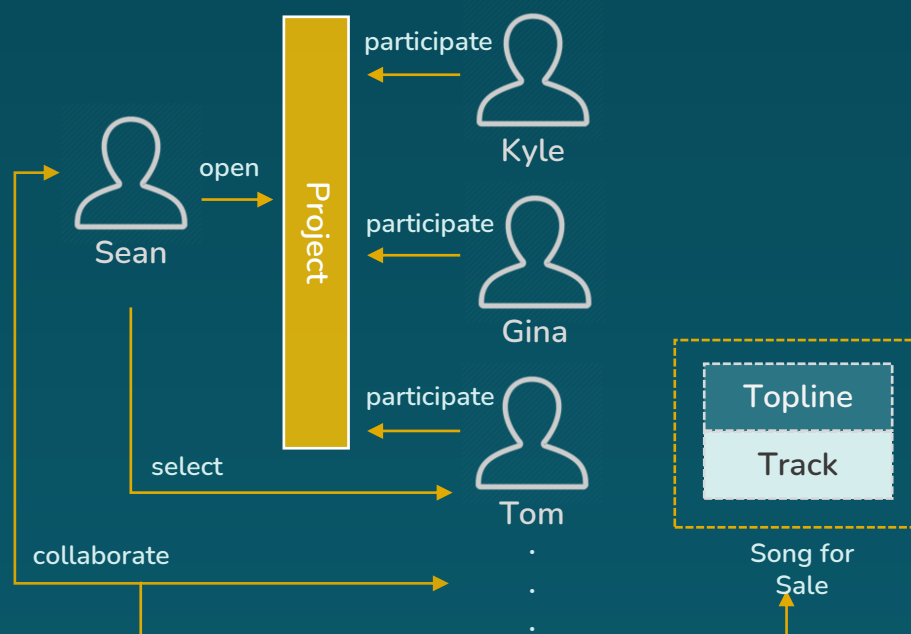 participate
Kyle
open
Project
Sean
participate
Gina
participate
Topline
Track
select
Tom
collaborate
Song for
Sale